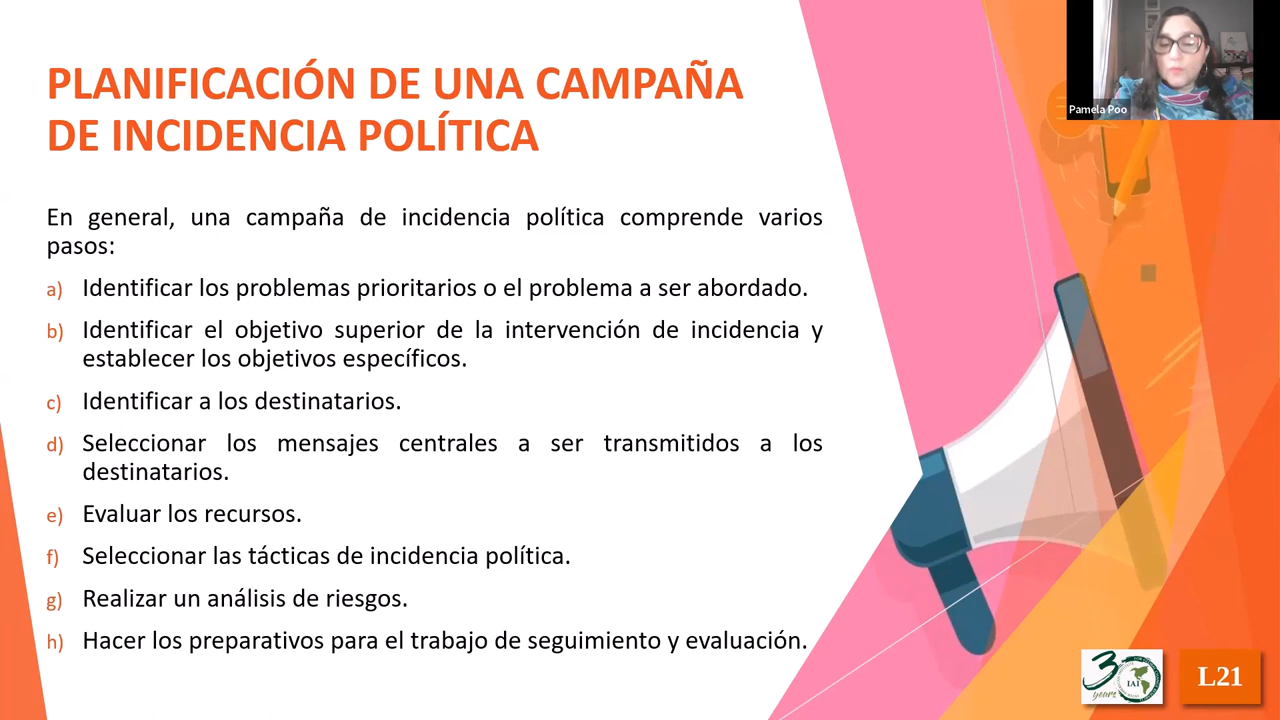 PLANIFICACIÓN DE UNA CAMPAÑA
DE INCIDENCIA POLÍTICA
En general, una campaña de incidencia política comprende varios
pasos:
a) Identificar los problemas prioritarios o el problema a ser abordado.
b) Identificar el objetivo superior de la intervención de incidencia y
establecer los objetivos específicos.
c) Identificar a los destinatarios.
d) Seleccionar los mensajes centrales a ser transmitidos a los
destinatarios.
e) Evaluar los recursos.
f) Seleccionar las tácticas de incidencia política.
g) Realizar un análisis de riesgos.
h) Hacer los preparativos para el trabajo de seguimiento y evaluación.
Pamela Poo
30
years
IAI
L21